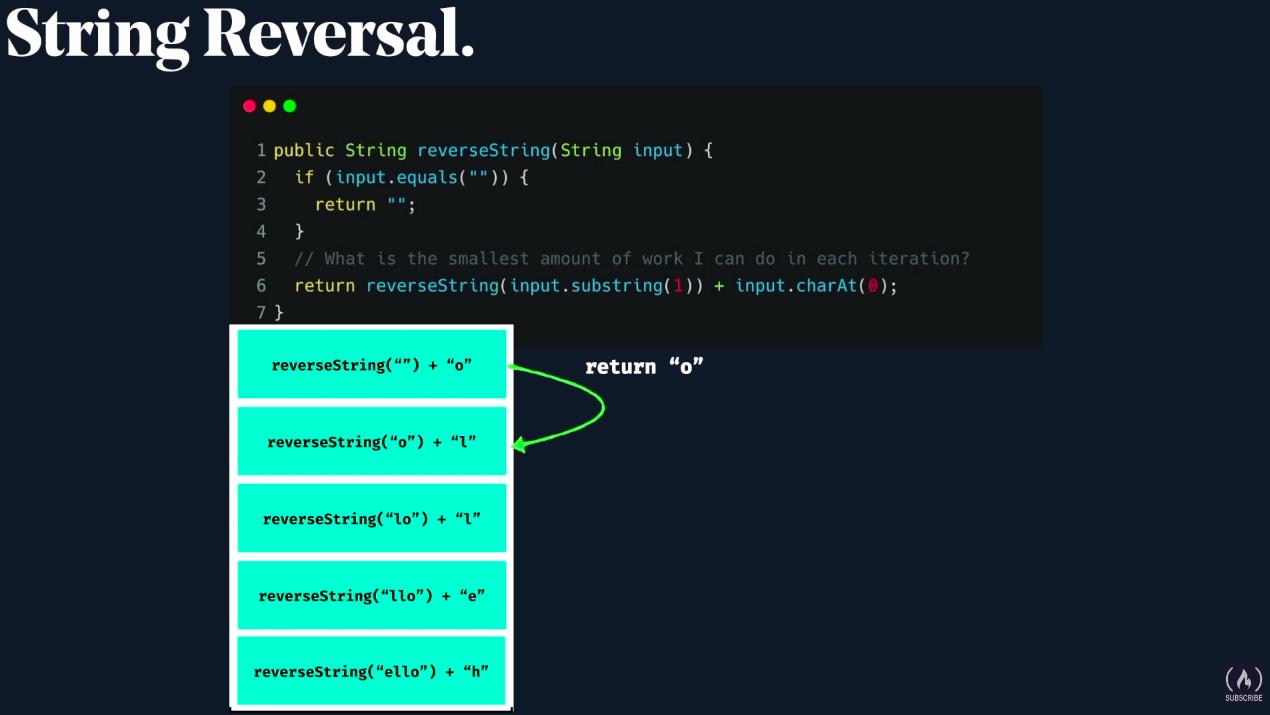 String Reversal.
1 public String reverseString(String input) {
2 if (input.equals("")) {
3 return "";
4 }
5 // What is the smallest amount of work I can do in each iteration?
6 return reverseString(input.substring(1)) + input.charAt(0);
7 }
reverseString(“”) + “o”
return “o”
reverseString(“o”) + “l”
reverseString(“lo”) + “l”
reverseString(“llo”) + “e”
reverseString(“ello”) + “h”
SUBSCRIBE